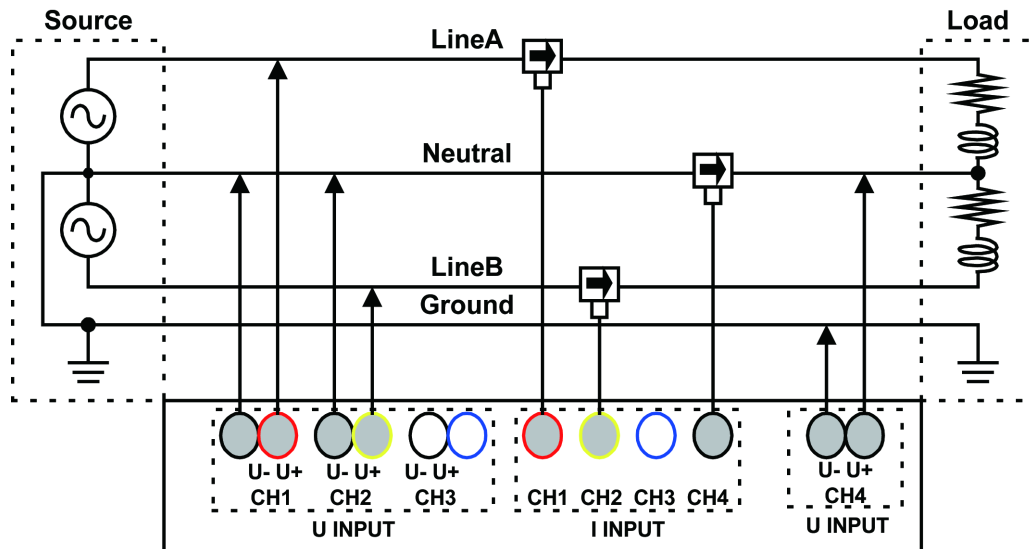 Source
LineA
Load
Neutral
LineB
Ground
U- U+
U- U+
U- U+
CH1
CH2
CH3
U INPUT
CH1
CH2
CH3
CH4
I INPUT
U- U+
CH4
U INPUT